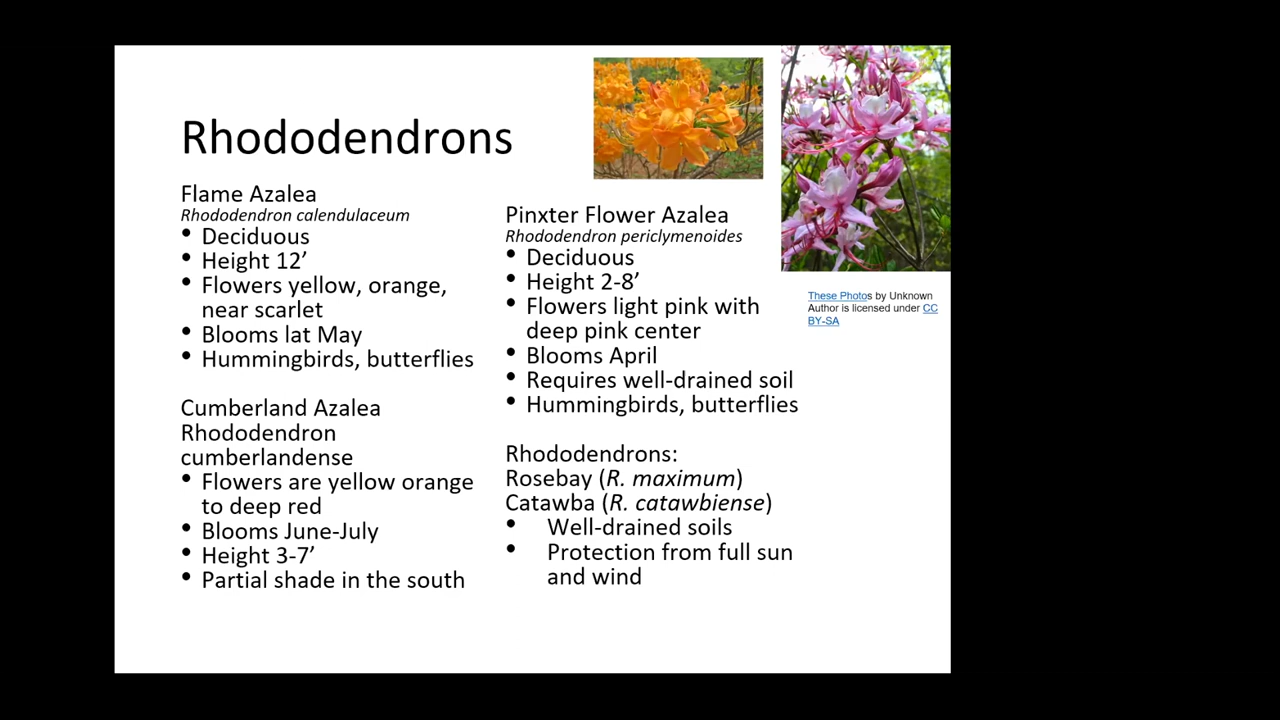 Rhododendrons
Flame Azalea
Rhododendron calendulaceum
• Deciduous
• Height 12’
• Flowers yellow, orange,
near scarlet
• Blooms lat May
• Hummingbirds, butterflies
Cumberland Azalea
Rhododendron
cumberlandense
• Flowers are yellow orange
to deep red
• Blooms June-July
• Height 3-7’
• Partial shade in the south
Pinxter Flower Azalea
Rhododendron periclymenoides
• Deciduous
• Height 2-8’
• Flowers light pink with
deep pink center
• Blooms April
• Requires well-drained soil
• Hummingbirds, butterflies
Rhododendrons:
Rosebay (R. maximum)
Catawba (R. catawbiense)
• Well-drained soils
• Protection from full sun
and wind
These Photos by Unknown
Author is licensed under CC
BY-SA